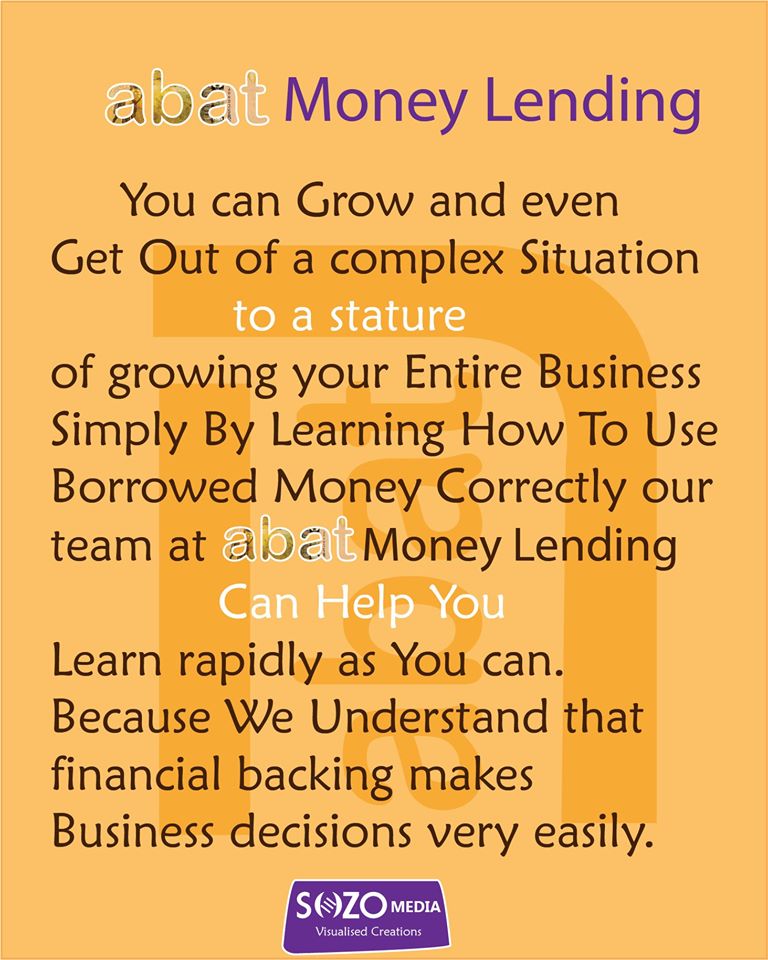 abat Money Lending
You can Grow and even
Get Out of a complex Situation
to a stature
of growing your Entire Business
Simply By Learning How To Use
Borrowed Money Correctly our
team at abat Money Lending
Can Help You
Learn rapidly as You can.
Because We Understand that
financial backing makes
Business decisions very easily.
abat
SOZO MEDIA
Visualised Creations